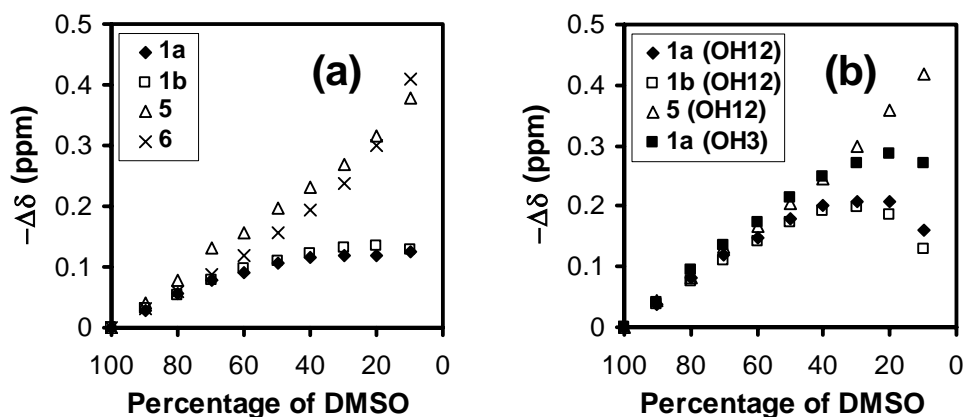 (a)
1a
1b
5
6
0.5
0.4
0.3
0.2
0.1
0
−Δδ (ppm)
100 80 60 40 20 0
Percentage of DMSO
(b)
1a (OH12)
1b (OH12)
5 (OH12)
1a (OH3)
0.5
0.4
0.3
0.2
0.1
0
−Δδ (ppm)
100 80 60 40 20 0
Percentage of DMSO